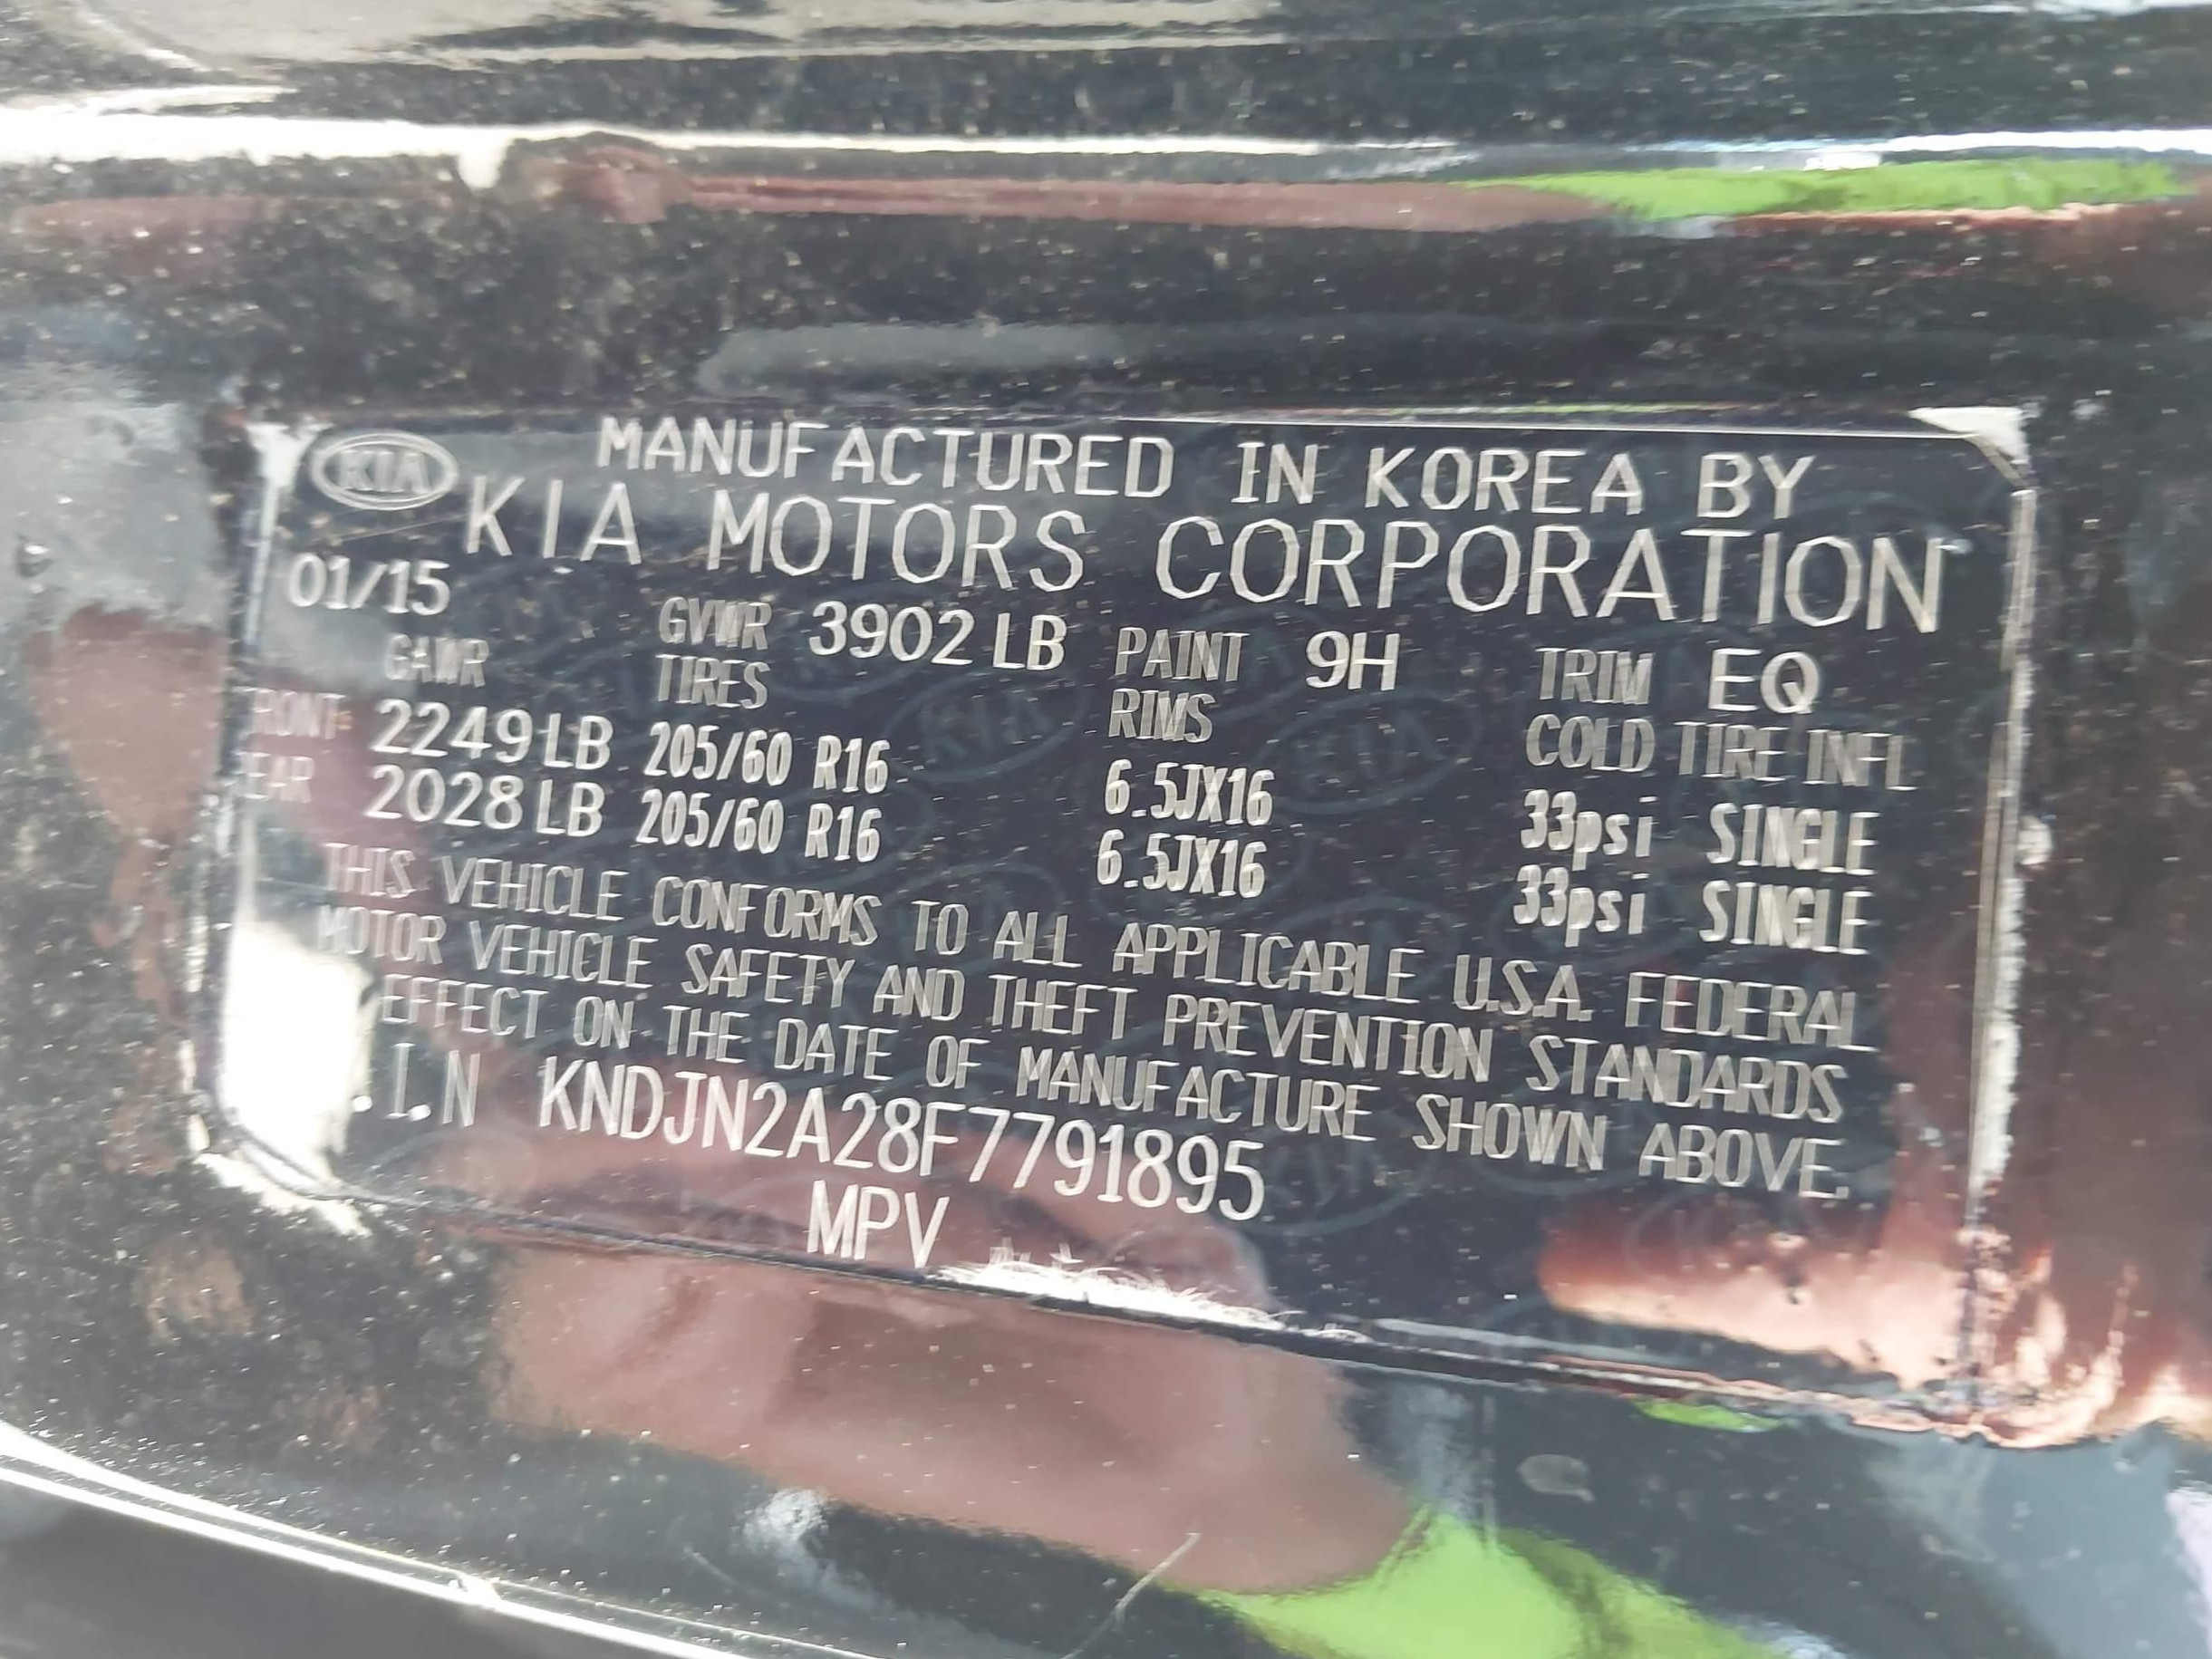 KIA MANUFACTURED IN KOREA BY
KIA MOTORS CORPORATION
01/15 GVWR 3902 LB PAINT 9H TRIM EQ
GAWR TIRES RIMS COLD TIRE INFL
RONT 2249 LB 205/60 R16 6.5JX16 33psi SINGLE
EAR 2028 LB 205/60 R16 6.5JX16 33psi SINGLE
THIS VEHICLE CONFORMS TO ALL APPLICABLE U.S.A. FEDERAL
MOTOR VEHICLE SAFETY AND THEFT PREVENTION STANDARDS
EFFECT ON THE DATE OF MANUFACTURE SHOWN ABOVE.
.I.N KNDJN2A28F7791895
MPV